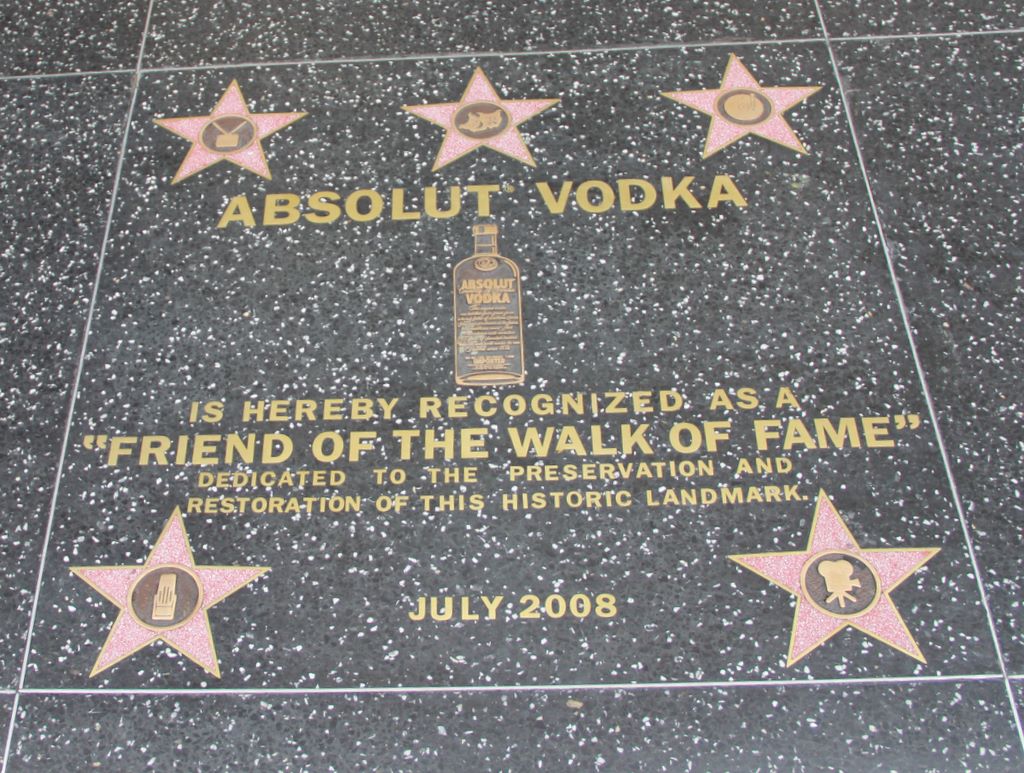 ABSOLUT® VODKA
ABSOLUT
VODKA
IS HEREBY RECOGNIZED AS A
“FRIEND OF THE WALK OF FAME”
DEDICATED TO THE PRESERVATION AND
RESTORATION OF THIS HISTORIC LANDMARK.
JULY 2008